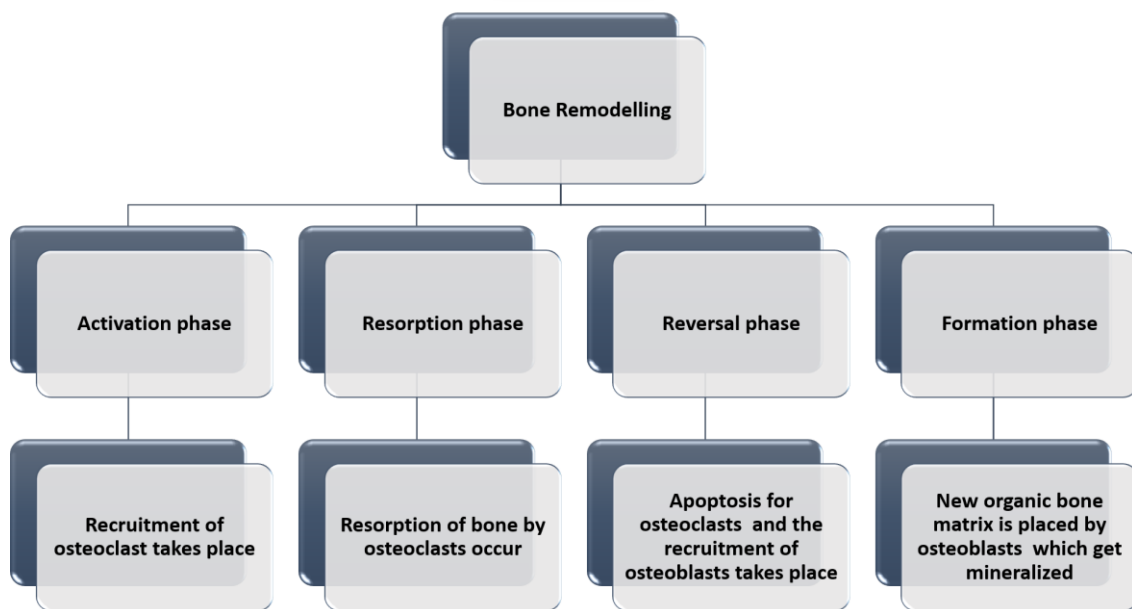 Bone Remodelling
Activation phase
Resorption phase
Reversal phase
Formation phase
Recruitment of
osteoclast takes place
Resorption of bone by
osteoclasts occur
Apoptosis for
osteoclasts and the
recruitment of
osteoblasts takes place
New organic bone
matrix is placed by
osteoblasts which get
mineralized